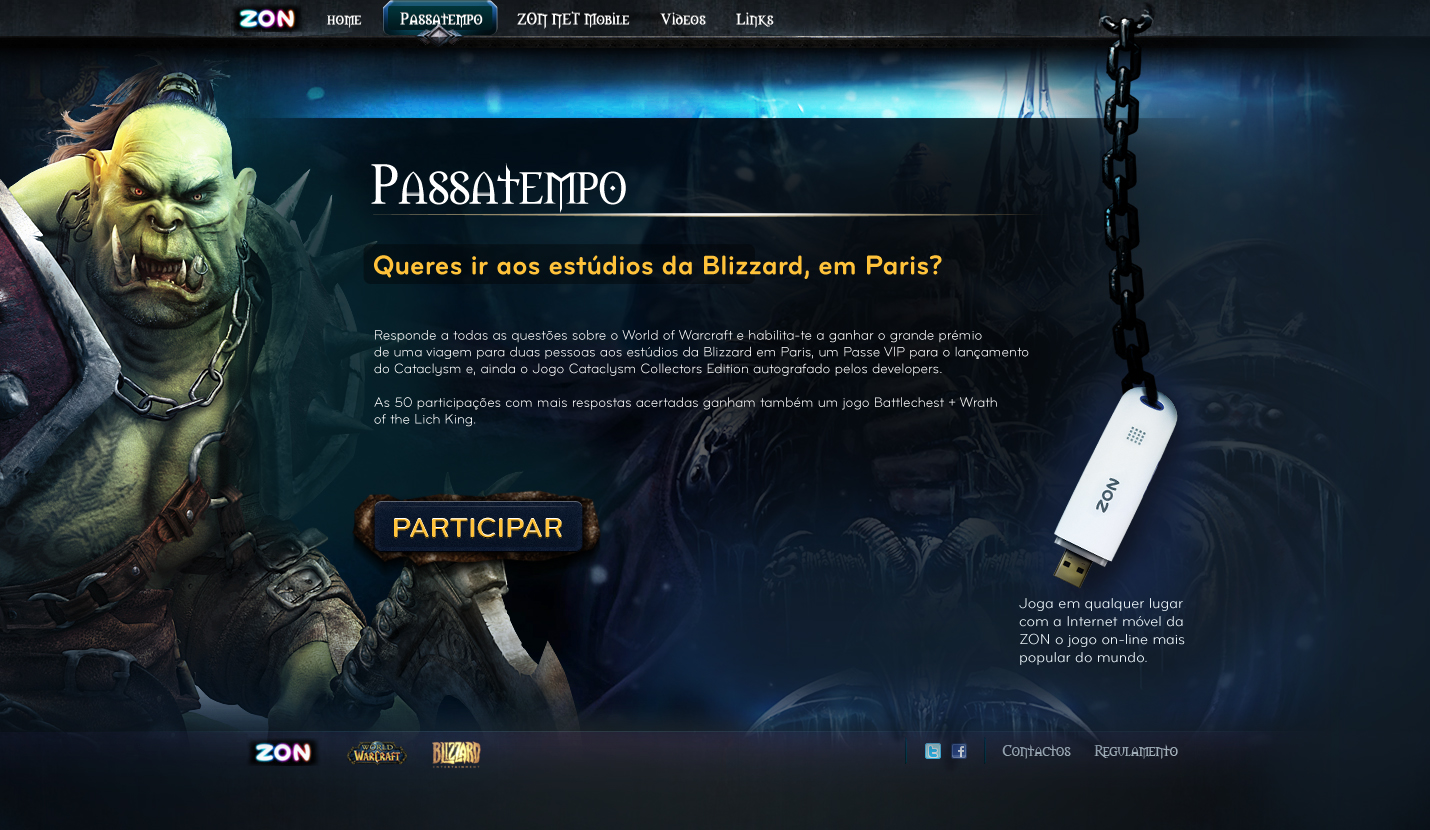 ZON
HOME
PASSATEMPO
ZON NET MOBILE
VIDEOS
LINKS
PASSATEMPO
Queres ir aos estúdios da Blizzard, em Paris?
Responde a todas as questões sobre o World of Warcraft e habilita-te a ganhar o grande prémio
de uma viagem para duas pessoas aos estúdios da Blizzard em Paris, um Passe VIP para o lançamento
do Cataclysm e, ainda o Jogo Cataclysm Collectors Edition autografado pelos developers.
As 50 participações com mais respostas acertadas ganham também um jogo Battlechest + Wrath
of the Lich King.
PARTICIPAR
ZON
Joga em qualquer lugar
com a Internet móvel da
ZON o jogo on-line mais
popular do mundo.
ZON
WORLD
OF
WARCRAFT
BLIZZARD
ENTERTAINMENT
t
f
CONTACTOS
REGULAMENTO